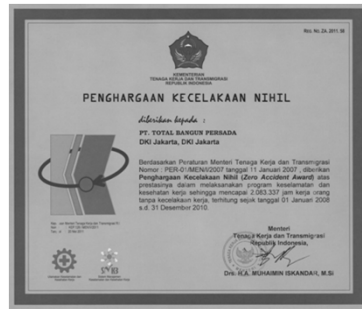 KEMENTERIAN
TENAGA KERJA DAN TRANSMIGRASI
REPUBLIK INDONESIA
PENGHARGAAN KECELAKAAN NIHIL
diberikan kepada :
PT. TOTAL BANGUN PERSADA
DKI Jakarta, DKI Jakarta
Berdasarkan Peraturan Menteri Tenaga Kerja dan Transmigrasi
Nomor : PER-01/MEN/I/2007 tanggal 11 Januari 2007 , diberikan
Penghargaan Kecelakaan Nihil (Zero Accident Award) atas
prestasinya dalam melaksanakan program keselamatan dan
kesehatan kerja sehingga mencapai 2.063.337 jam kerja orang
tanpa kecelakaan kerja, terhitung sejak tanggal 01 Januari 2008
s.d. 31 Desember 2010.
Menteri
Tenaga Kerja dan Transmigrasi
Republik Indonesia,
Drs. H.A. MUHAIMIN ISKANDAR, M.Si